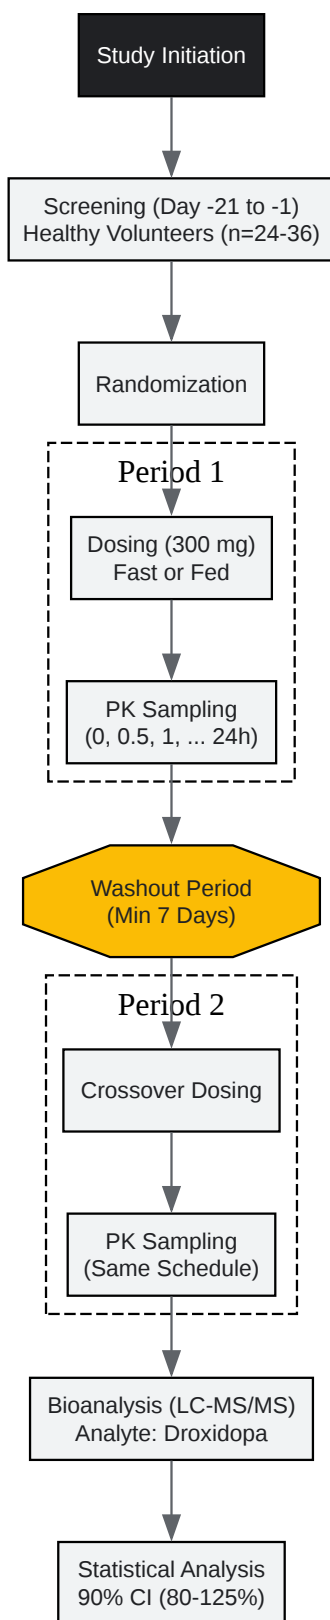 Study Initiation
Screening (Day -21 to -1)
Healthy Volunteers (n=24-36)
Randomization
Period 1
Dosing (300 mg)
Fast or Fed
PK Sampling
(0, 0.5, 1, ... 24h)
Washout Period
(Min 7 Days)
Period 2
Crossover Dosing
PK Sampling
(Same Schedule)
Bioanalysis (LC-MS/MS)
Analyte: Droxidopa
Statistical Analysis
90% CI (80-125%)